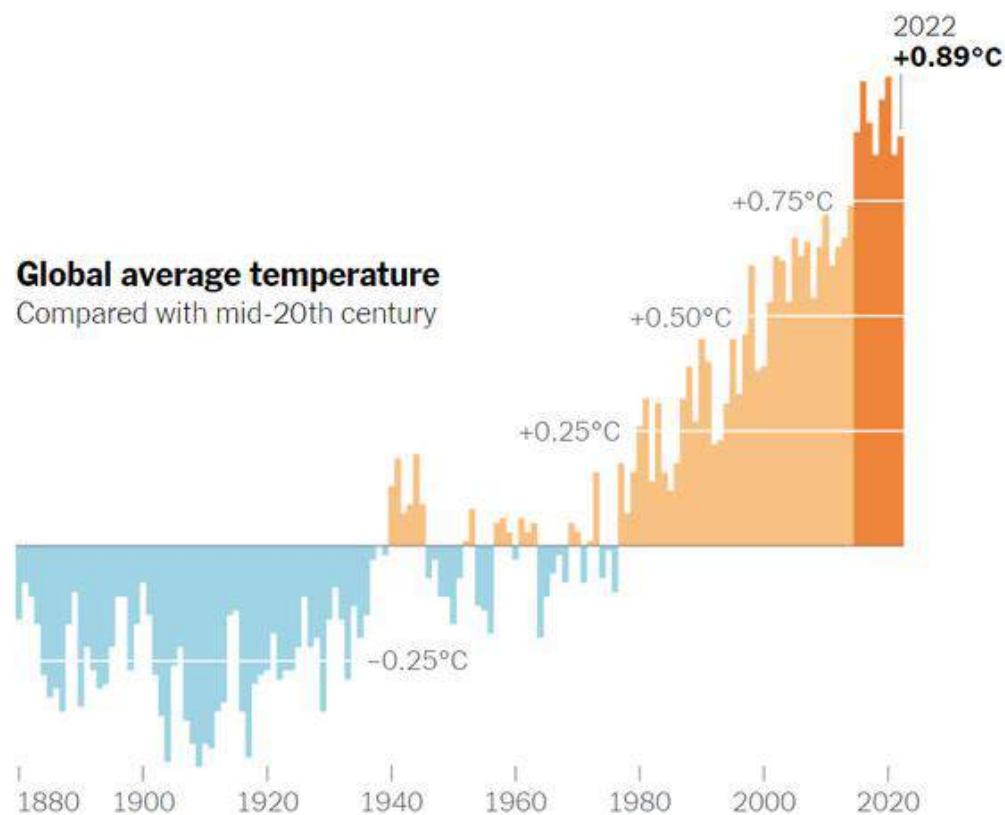 2022
+0.89°C
+0.75°C
Global average temperature
Compared with mid-20th century
+0.50°C
+0.25°C
−0.25°C
1880 1900 1920 1940 1960 1980 2000 2020